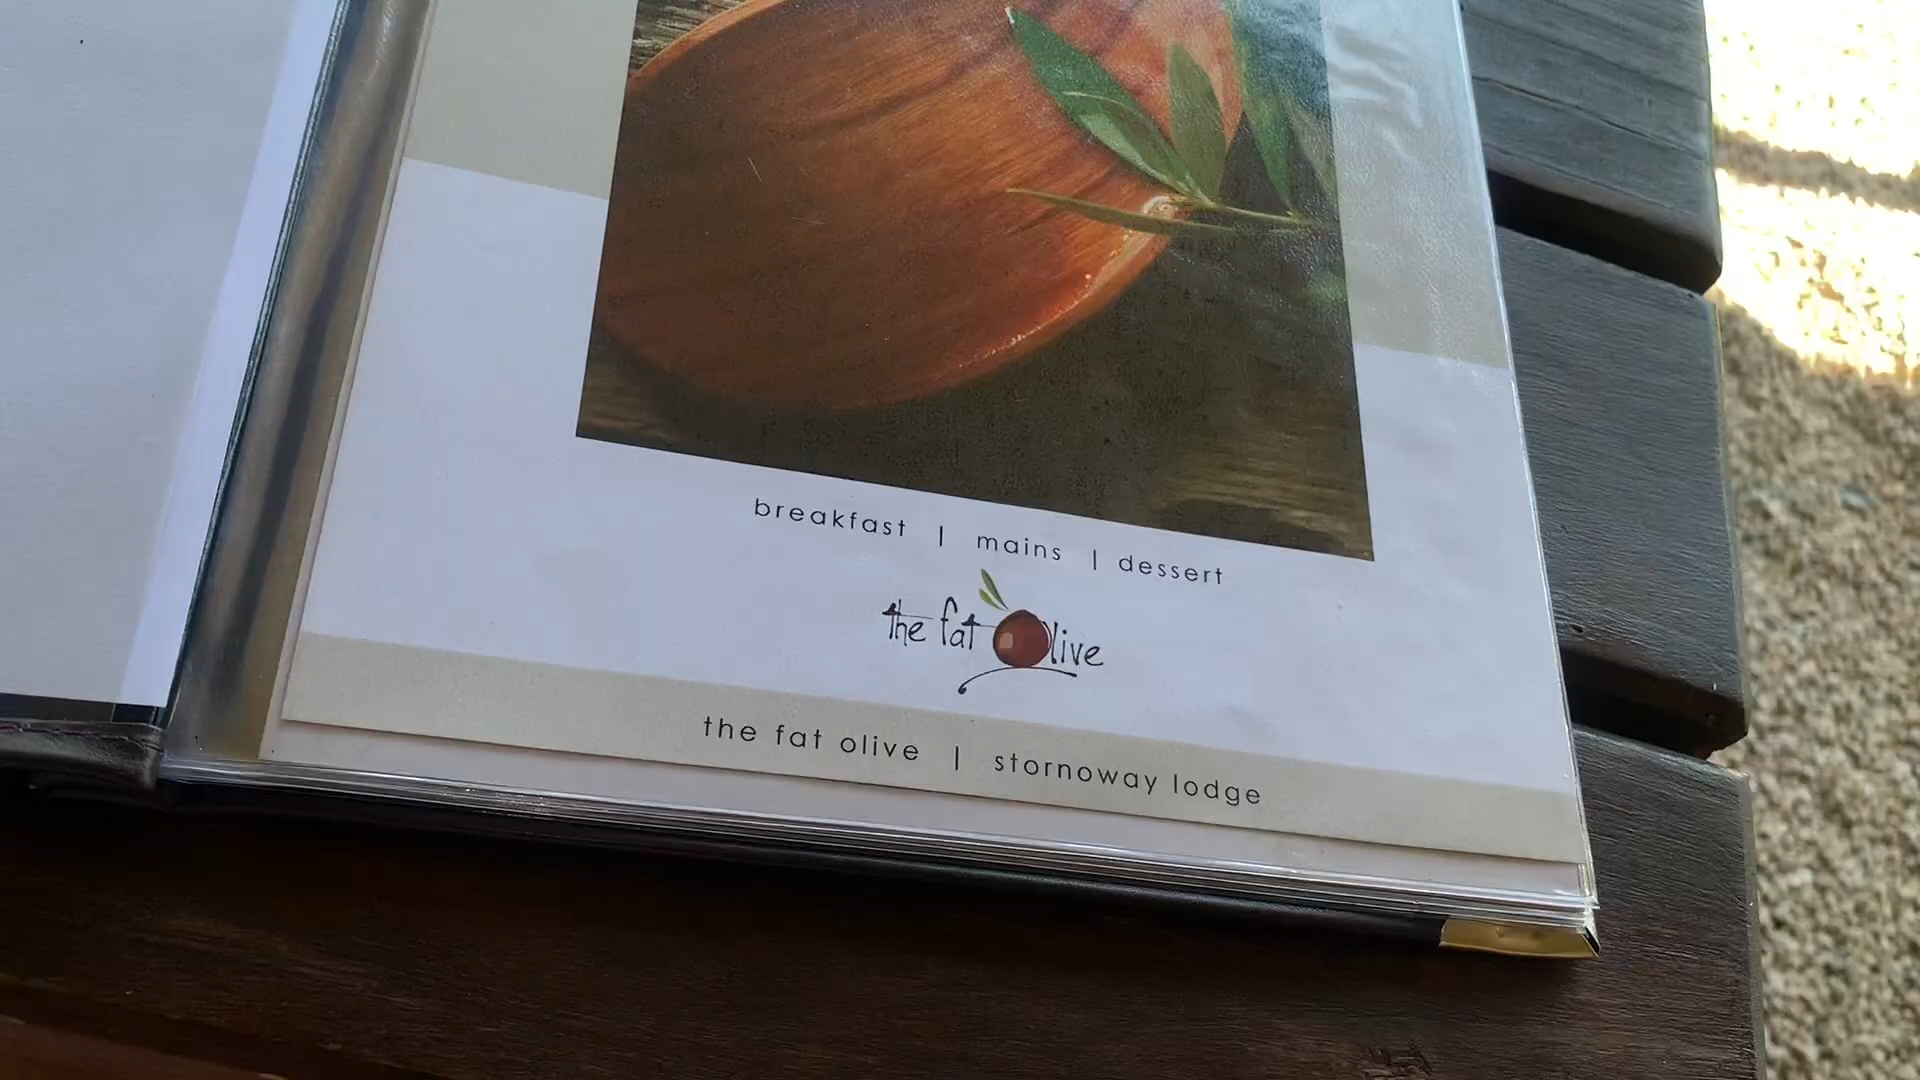 breakfast | mains | dessert
the fat Olive
the fat olive | stornoway lodge